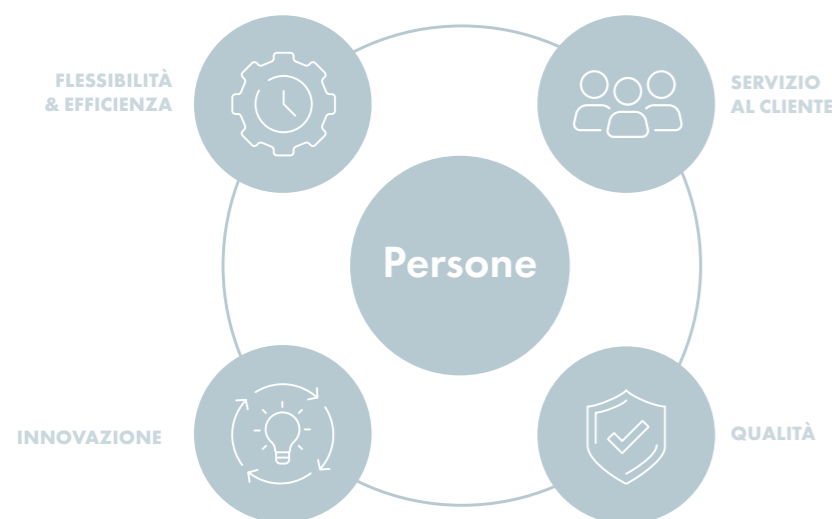 FLESSIBILITÀ
& EFFICIENZA
SERVIZIO
AL CLIENTE
Persone
INNOVAZIONE
QUALITÀ